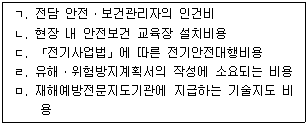 ㄱ. 전담 안전·보건관리자의 인건비
ㄴ. 현장 내 안전보건 교육장 설치비용
ㄷ. 「전기사업법」에 따른 전기안전대행비용
ㄹ. 유해·위험방지계획서의 작성에 소요되는 비용
ㅁ. 재해예방전문지도기관에 지급하는 기술지도 비
용